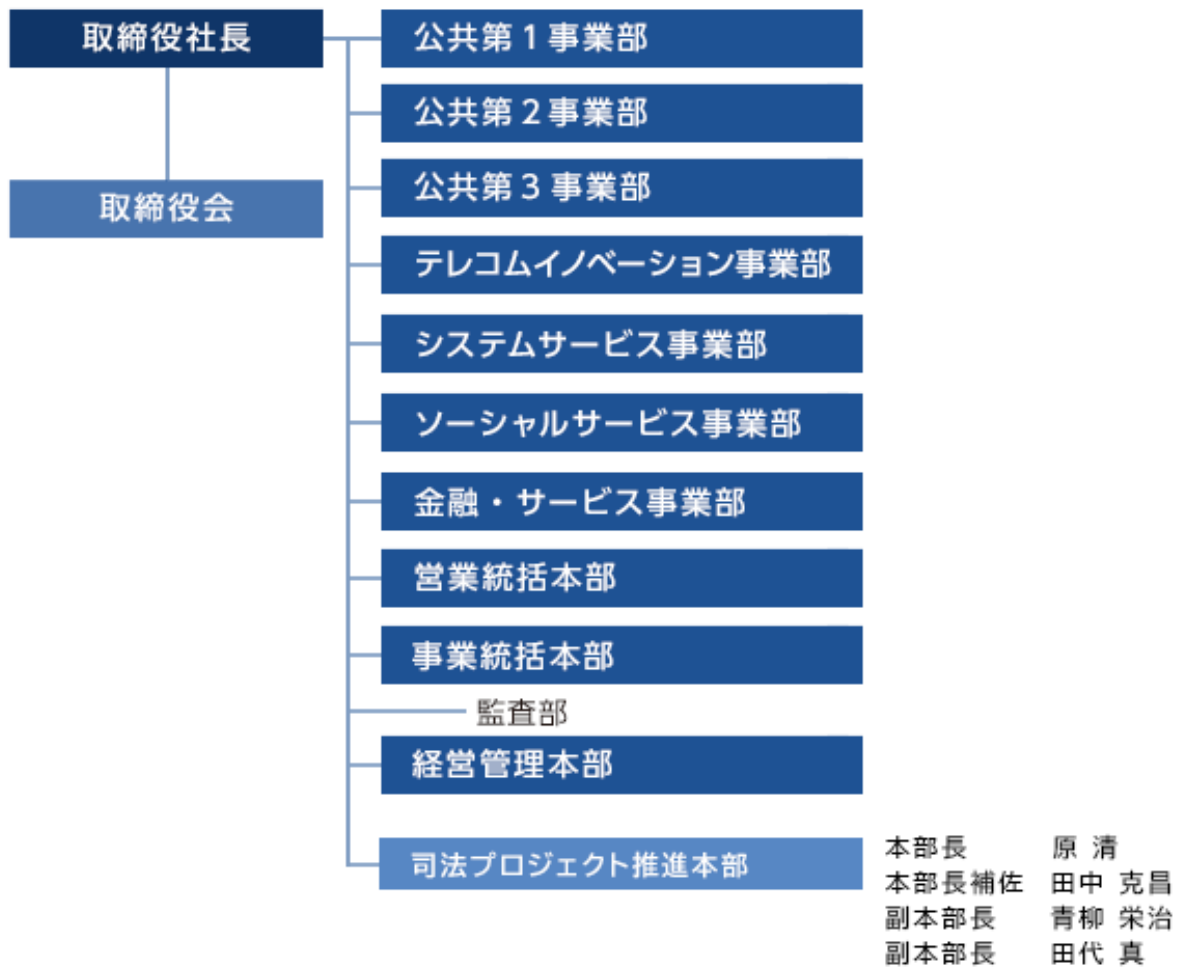 取締役社長
取締役会
公共第1事業部
公共第2事業部
公共第3事業部
テレコムイノベーション事業部
システムサービス事業部
ソーシャルサービス事業部
金融・サービス事業部
営業統括本部
事業統括本部
監査部
経営管理本部
司法プロジェクト推進本部
本部長 原 清
本部長補佐 田中 克昌
副本部長 青柳 栄治
副本部長 田代 真